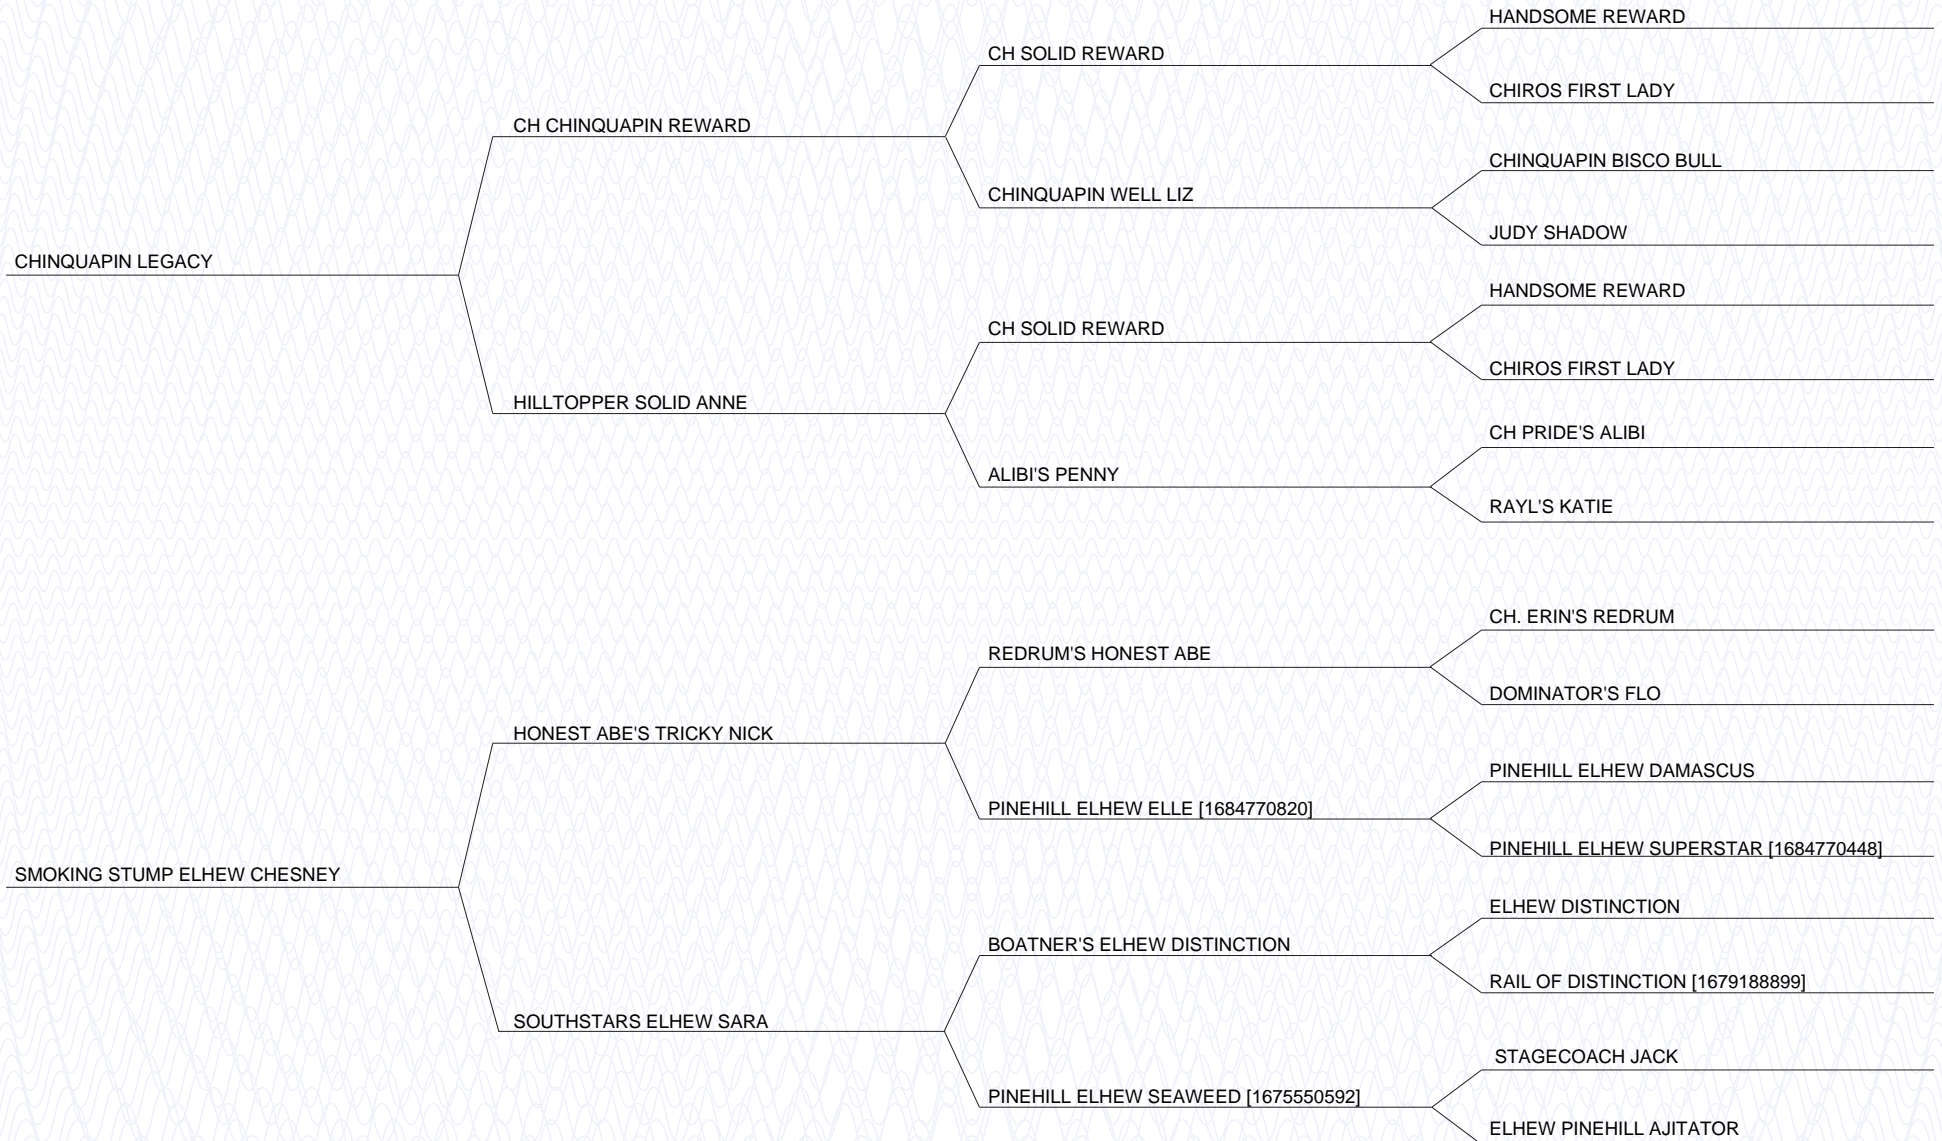 HANDSOME REWARD
CH SOLID REWARD
CHIROS FIRST LADY
CH CHINQUAPIN REWARD
CHINQUAPIN BISCO BULL
CHINQUAPIN WELL LIZ
JUDY SHADOW
CHINQUAPIN LEGACY
HANDSOME REWARD
CH SOLID REWARD
CHIROS FIRST LADY
HILLTOPPER SOLID ANNE
CH PRIDE'S ALIBI
ALIBI'S PENNY
RAYL'S KATIE
CH. ERIN'S REDRUM
REDRUM'S HONEST ABE
DOMINATOR'S FLO
HONEST ABE'S TRICKY NICK
PINEHILL ELHEW DAMASCUS
PINEHILL ELHEW ELLE [1684770820]
PINEHILL ELHEW SUPERSTAR [1684770448]
SMOKING STUMP ELHEW CHESNEY
ELHEW DISTINCTION
BOATNER'S ELHEW DISTINCTION
RAIL OF DISTINCTION [1679188899]
SOUTHSTARS ELHEW SARA
STAGECOACH JACK
PINEHILL ELHEW SEAWEED [1675550592]
ELHEW PINEHILL AJITATOR